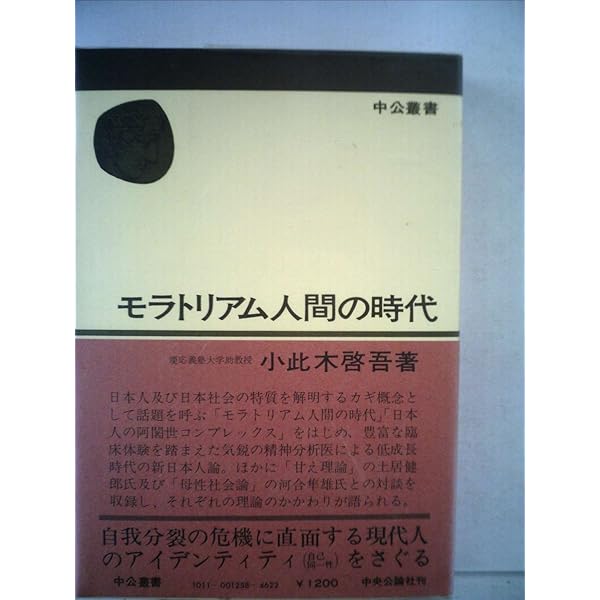 中公叢書
モラトリアム人間の時代
慶応義塾大学助教授 小此木啓吾著
日本人及び日本社会の特質を解明するカギ概念と
して話題を呼ぶ「モラトリアム人間の時代」「日本
人の阿闍世コンプレックス」をはじめ、豊富な臨
床体験を踏まえた気鋭の精神分析医による低成長
時代の新日本人論。ほかに「甘え理論」の土居健
郎氏及び「母性社会論」の河合隼雄氏との対談を
収録し、それぞれの理論のかかわりが語られる。
自我分裂の危機に直面する現代人
のアイデンティティ(自己同一性)をさぐる
中公叢書 1011-001258-4622 ¥1200 中央公論社刊